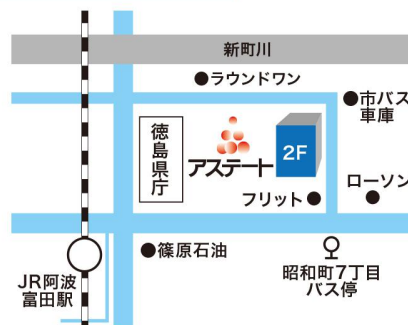 新町川
ラウンドワン
市バス
車庫
徳島県庁
アステート
2F
フリット
ローソン
篠原石油
昭和町7丁目
バス停
JR阿波
富田駅